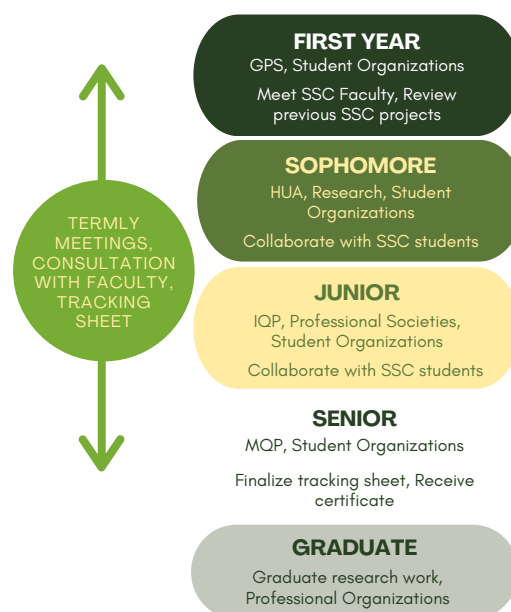 FIRST YEAR
GPS, Student Organizations
Meet SSC Faculty, Review
previous SSC projects
SOPHOMORE
HUA, Research, Student
Organizations
Collaborate with SSC students
TERMLY
MEETINGS,
CONSULTATION
WITH FACULTY,
TRACKING
SHEET
JUNIOR
IQP, Professional Societies,
Student Organizations
Collaborate with SSC students
SENIOR
MQP, Student Organizations
Finalize tracking sheet, Receive
certificate
GRADUATE
Graduate research work,
Professional Organizations